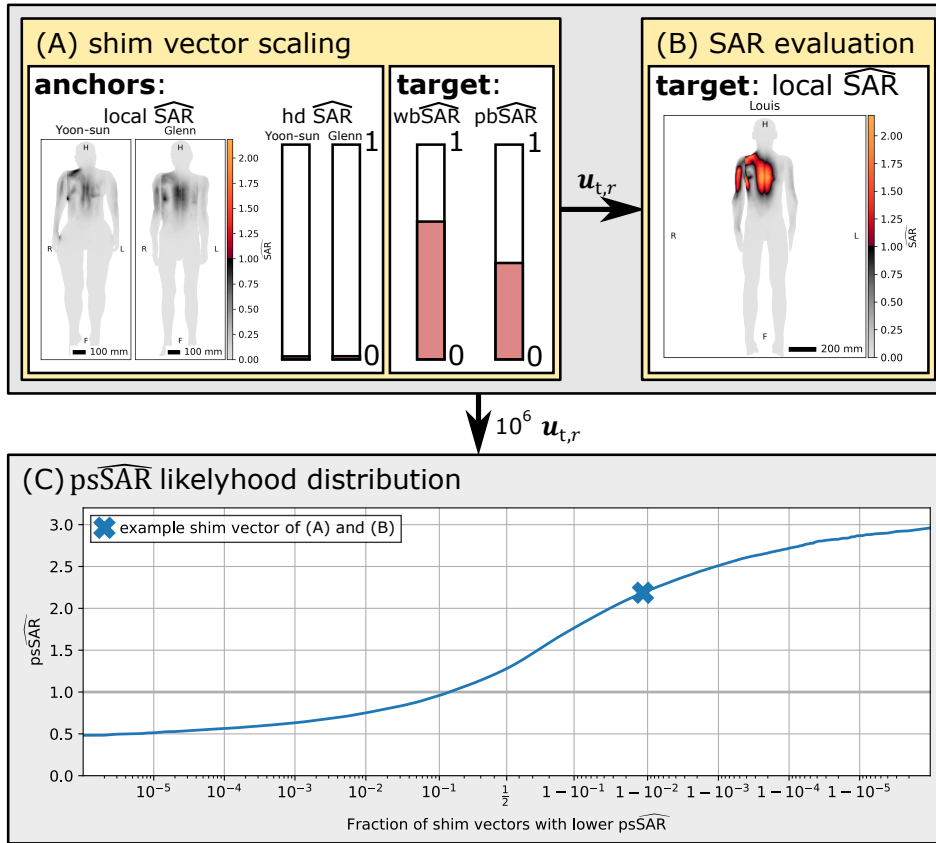 (A) shim vector scaling
anchors:
local SAR̂
Yoon-sun
Glenn
H
R
L
F
100 mm
100 mm
2.00
1.75
1.50
1.25
1.00
0.75
0.50
0.25
0.00
SAR̂
hd SAR̂
Yoon-sun Glenn
1
0
target:
wbSAR̂ pbSAR̂
1 1
0 0
u_t,r
(B) SAR evaluation
target: local SAR̂
Louis
H
R
L
F
200 mm
2.00
1.75
1.50
1.25
1.00
0.75
0.50
0.25
0.00
SAR̂
10⁶ u_t,r
(C) psSAR̂ likelyhood distribution
example shim vector of (A) and (B)
psSAR̂
3.0
2.5
2.0
1.5
1.0
0.5
0.0
10⁻⁵ 10⁻⁴ 10⁻³ 10⁻² 10⁻¹ ½ 1 − 10⁻¹ 1 − 10⁻² 1 − 10⁻³ 1 − 10⁻⁴ 1 − 10⁻⁵
Fraction of shim vectors with lower psSAR̂